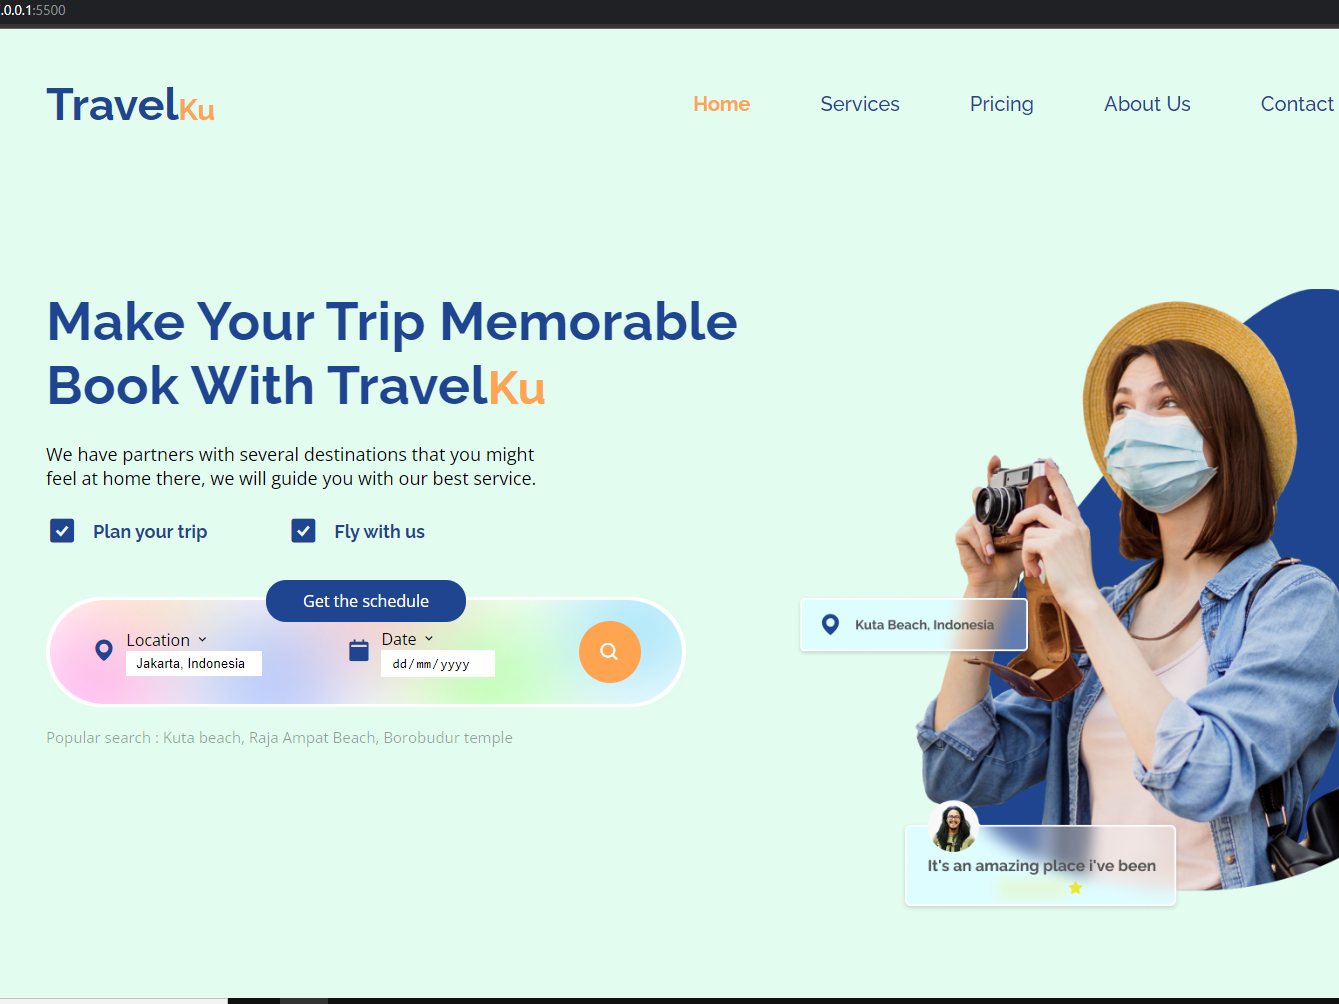 .0.0.1:5500
TravelKu
Home Services Pricing About Us Contact
Make Your Trip Memorable
Book With TravelKu
We have partners with several destinations that you might
feel at home there, we will guide you with our best service.
Plan your trip Fly with us
Get the schedule
Location Date
Jakarta, Indonesia dd/mm/yyyy
Kuta Beach, Indonesia
Popular search : Kuta beach, Raja Ampat Beach, Borobudur temple
It's an amazing place i've been